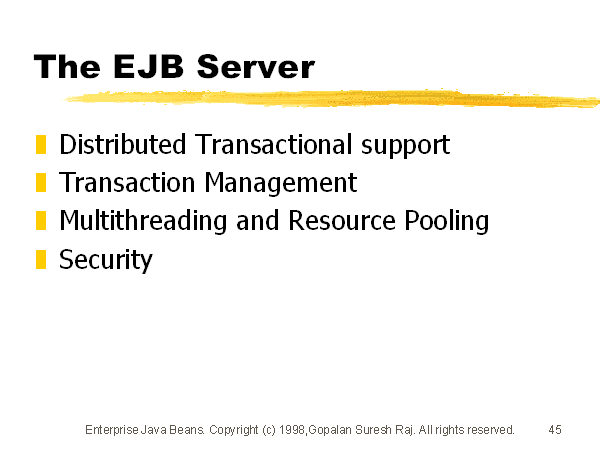 The EJB Server
Distributed Transactional support
Transaction Management
Multithreading and Resource Pooling
Security
Enterprise Java Beans. Copyright (c) 1998,Gopalan Suresh Raj. All rights reserved. 45